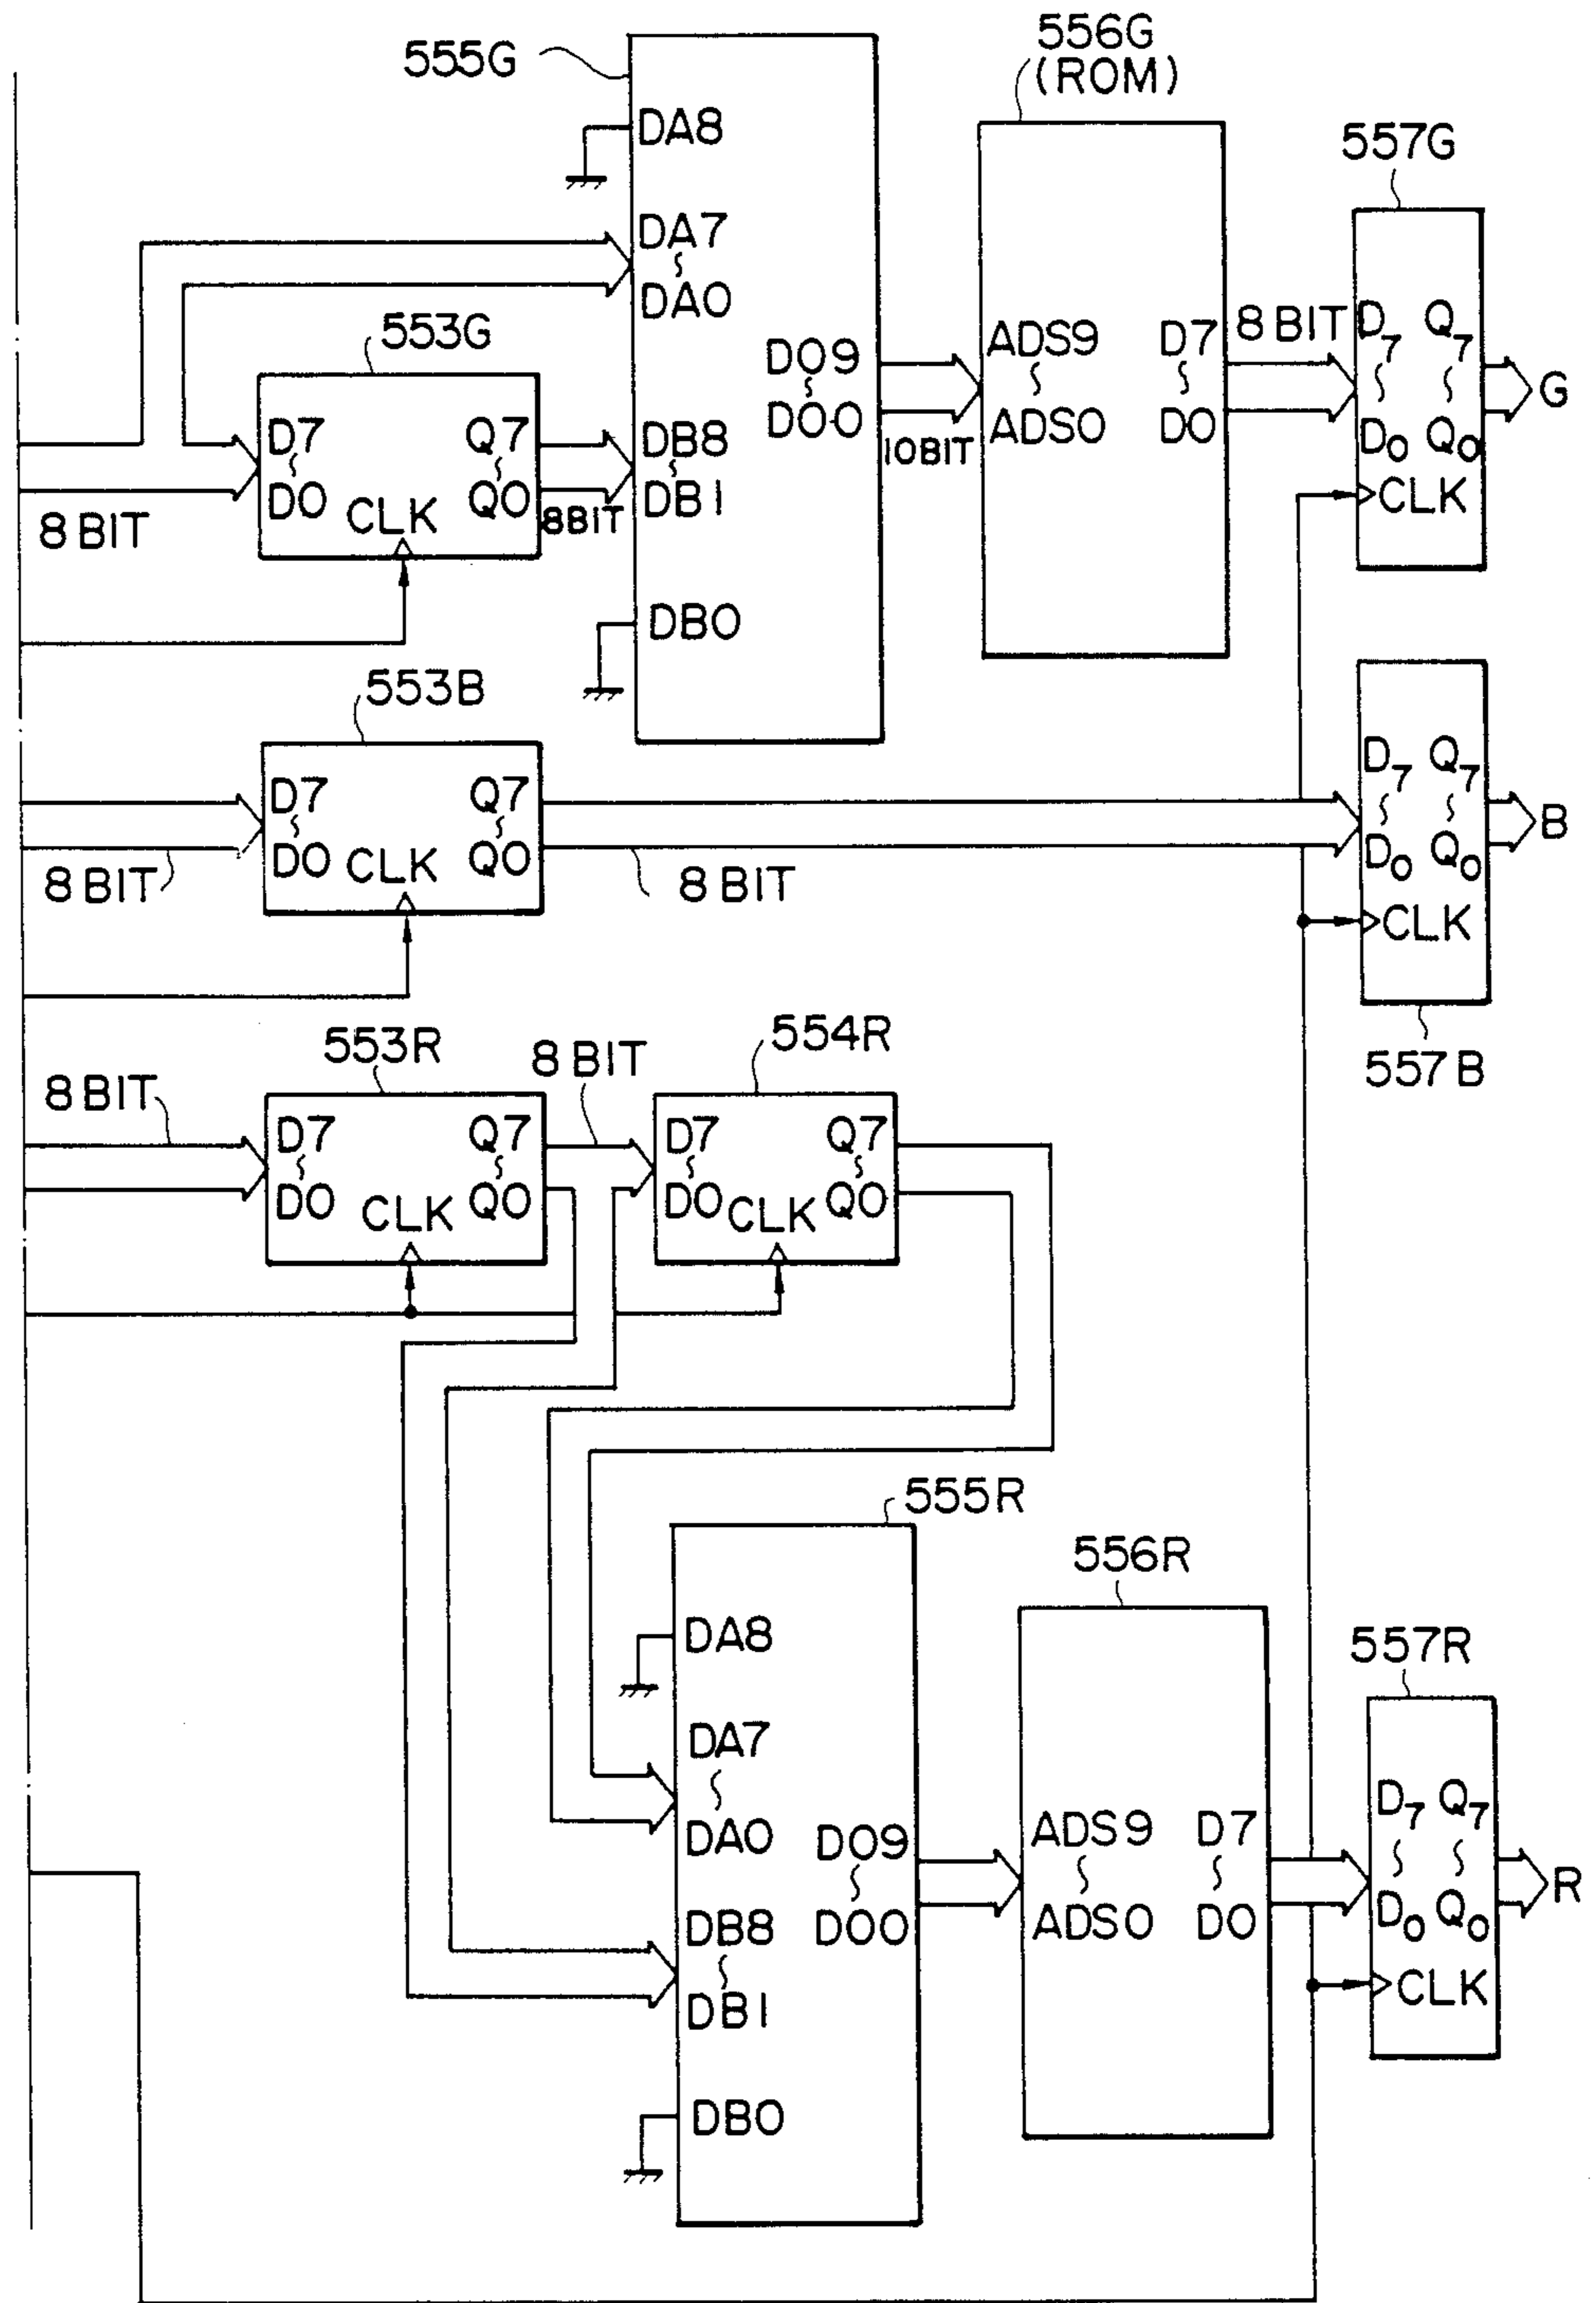 555G
DA8
DA7
DA0
DB8
DB1
DB0
DO9
DO0
10BIT
556G
(ROM)
ADS9
ADS0
D7
D0
8 BIT
557G
D7
D0
Q7
Q0
CLK
G
553G
D7
D0
CLK
Q7
Q0
8 BIT
8BIT
553B
D7
D0
CLK
Q7
Q0
8 BIT
8 BIT
D7
D0
Q7
Q0
CLK
557B
B
553R
8 BIT
D7
D0
CLK
Q7
Q0
8 BIT
554R
D7
D0
CLK
Q7
Q0
555R
DA8
DA7
DA0
DB8
DB1
DB0
DO9
DO0
556R
ADS9
ADS0
D7
D0
557R
D7
D0
Q7
Q0
CLK
R